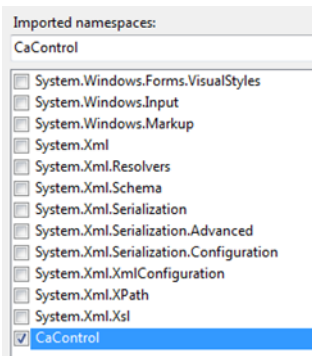 Imported namespaces:
CaControl
System.Windows.Forms.VisualStyles
System.Windows.Input
System.Windows.Markup
System.Xml
System.Xml.Resolvers
System.Xml.Schema
System.Xml.Serialization
System.Xml.Serialization.Advanced
System.Xml.Serialization.Configuration
System.Xml.XmlConfiguration
System.Xml.XPath
System.Xml.Xsl
CaControl